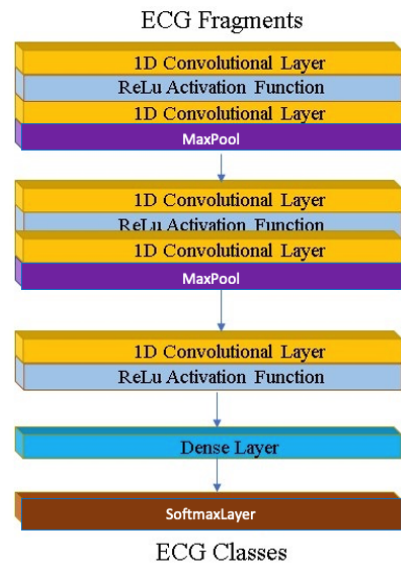 ECG Fragments
1D Convolutional Layer
ReLu Activation Function
1D Convolutional Layer
MaxPool
1D Convolutional Layer
ReLu Activation Function
1D Convolutional Layer
MaxPool
1D Convolutional Layer
ReLu Activation Function
Dense Layer
SoftmaxLayer
ECG Classes